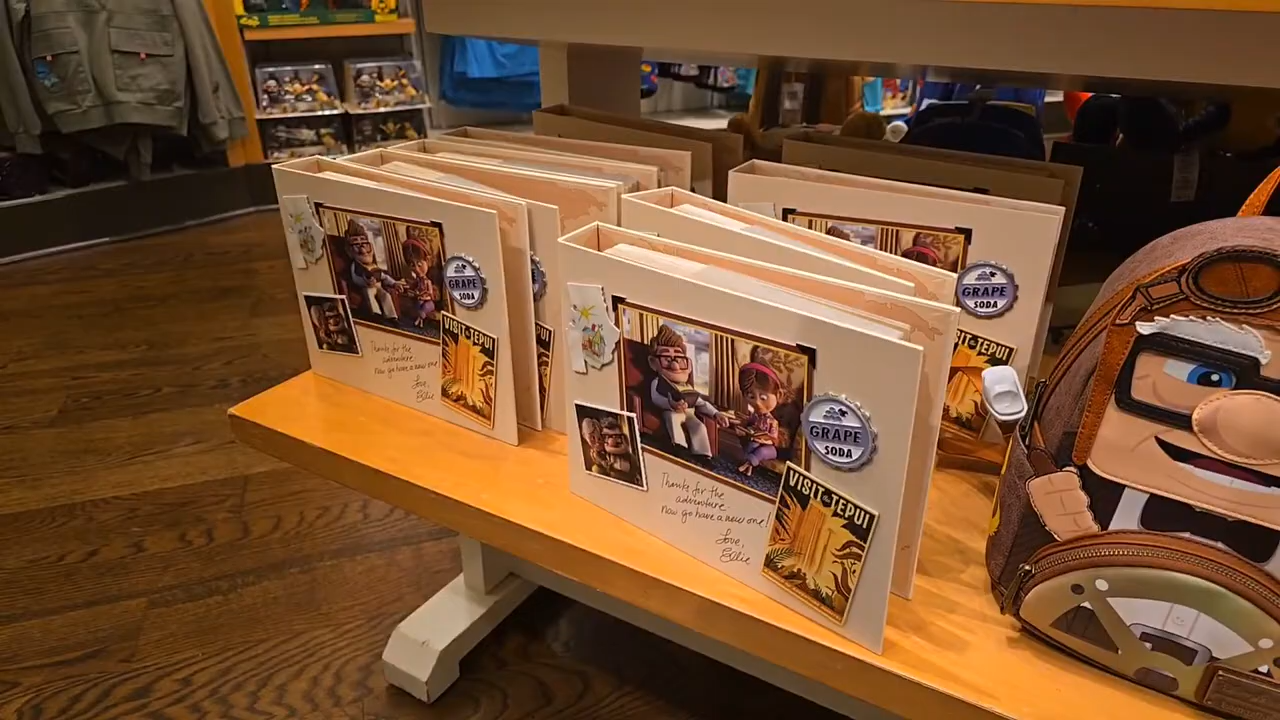 GRAPE
SODA
VISIT TEPUI
Thanks for the
adventure
now go have a new one
Love,
Ellie
GRAPE
SODA
VISIT TEPUI
Thanks for the
adventure-
now go have a new one!
Love,
Ellie
GRAPE
SODA
TEPUI